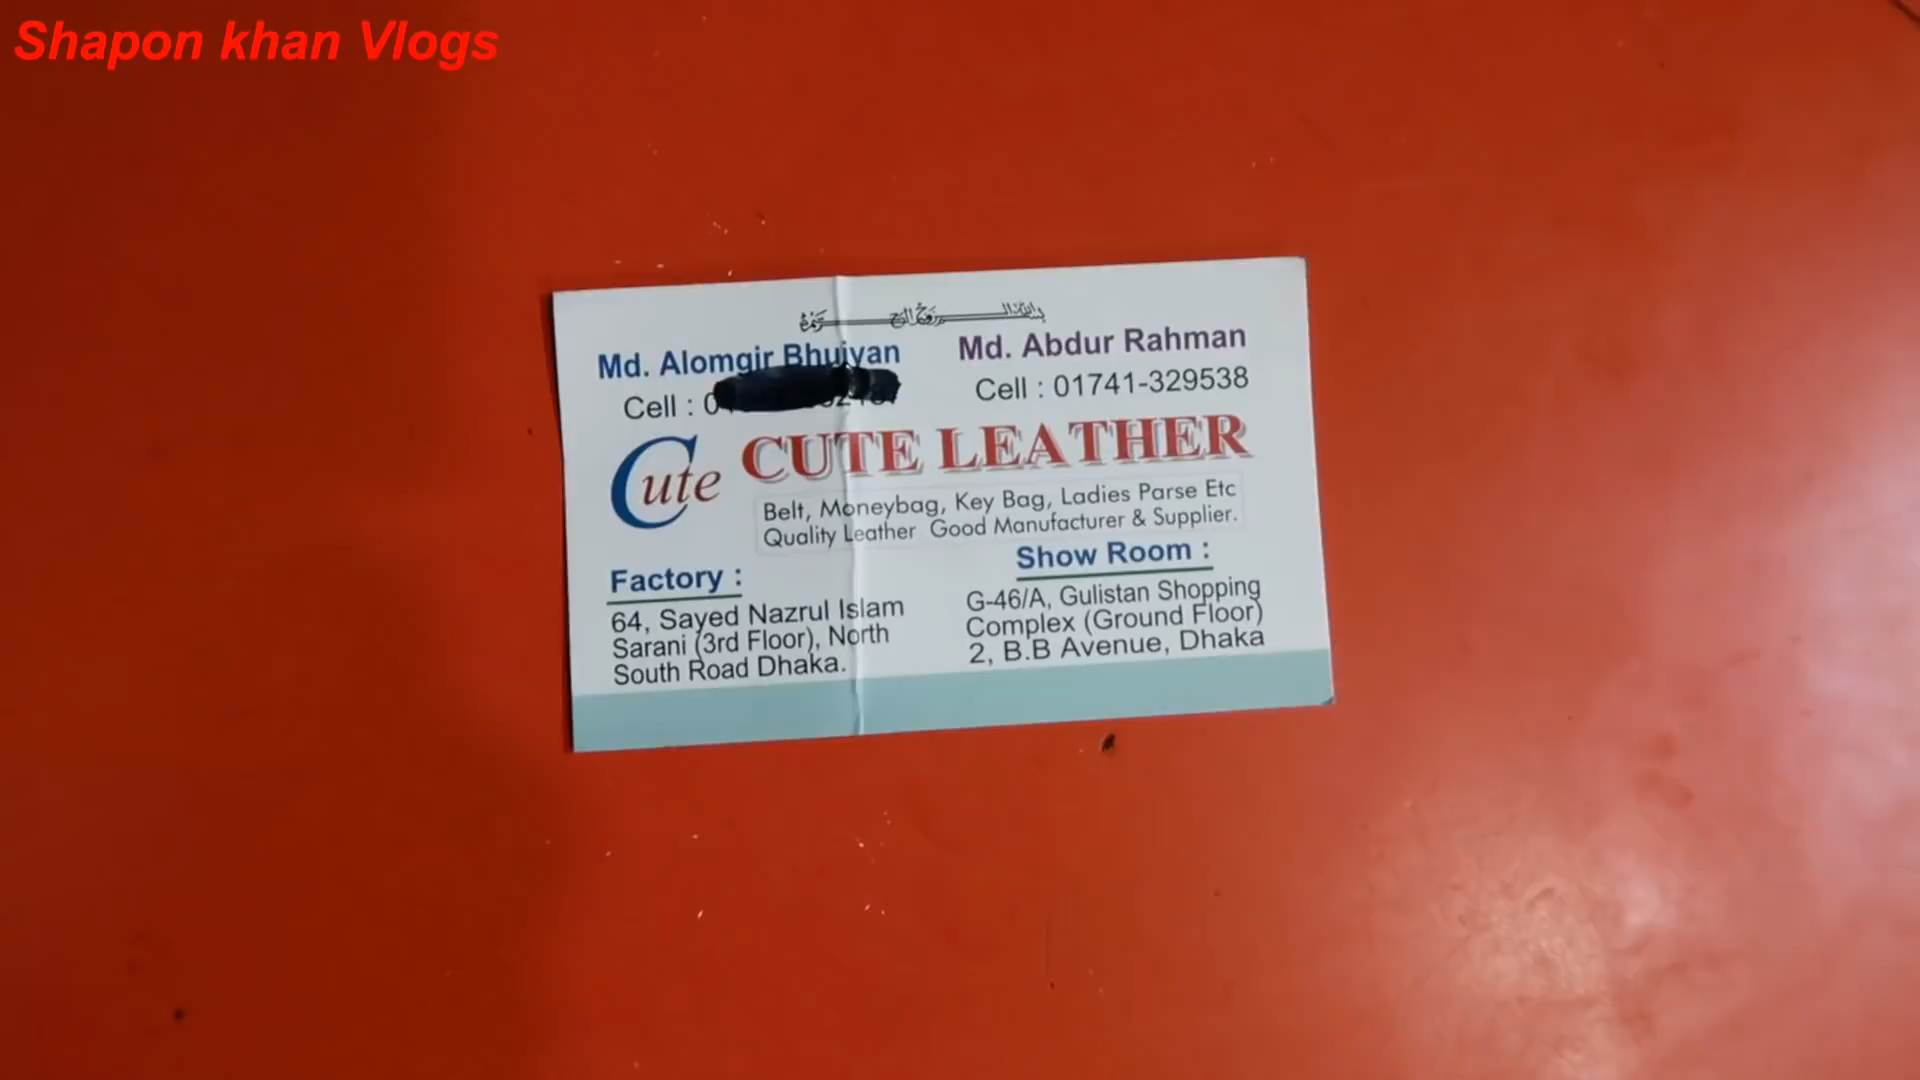 Shapon khan Vlogs
Md. Alomgir Bhuiyan
Cell :
Md. Abdur Rahman
Cell : 01741-329538
Cute
CUTE LEATHER
Belt, Moneybag, Key Bag, Ladies Parse Etc
Quality Leather Good Manufacturer & Supplier.
Factory :
64, Sayed Nazrul Islam
Sarani (3rd Floor), North
South Road Dhaka.
Show Room :
G-46/A, Gulistan Shopping
Complex (Ground Floor)
2, B.B Avenue, Dhaka